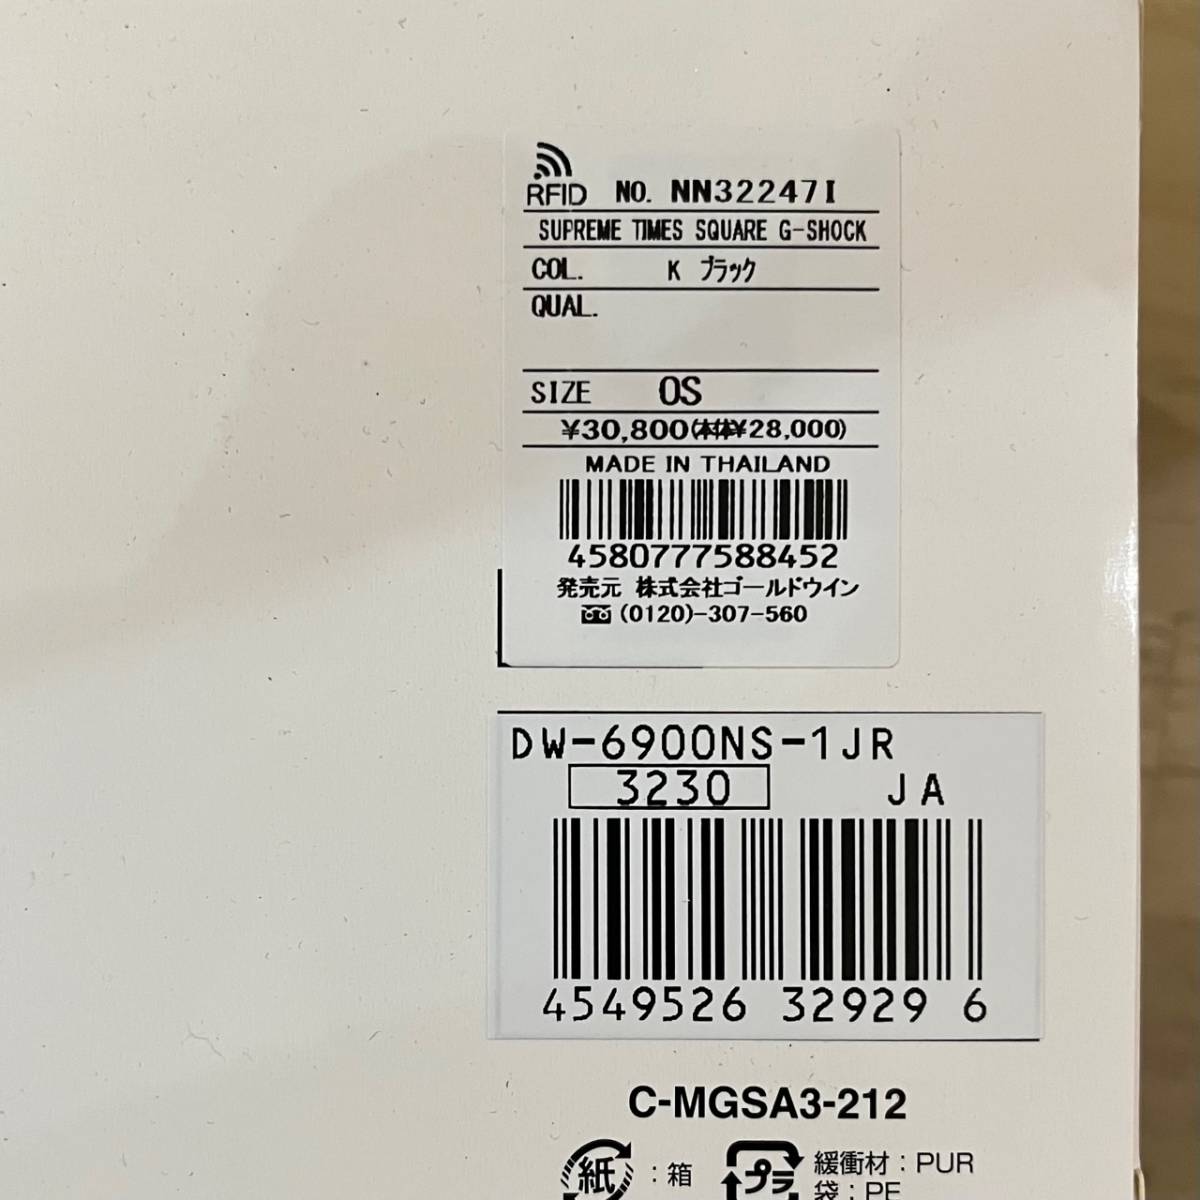 RFID NO. NN32247I
SUPREME TIMES SQUARE G-SHOCK
COL. K ブラック
QUAL.
SIZE OS
¥30,800(本体¥28,000)
MADE IN THAILAND
4580777588452
発売元 株式会社ゴールドウイン
(0120)-307-560
DW-6900NS-1JR
3230 JA
4549526 32929 6
C-MGSA3-212
紙 : 箱 プラ 緩衝材 : PUR
袋 : PE